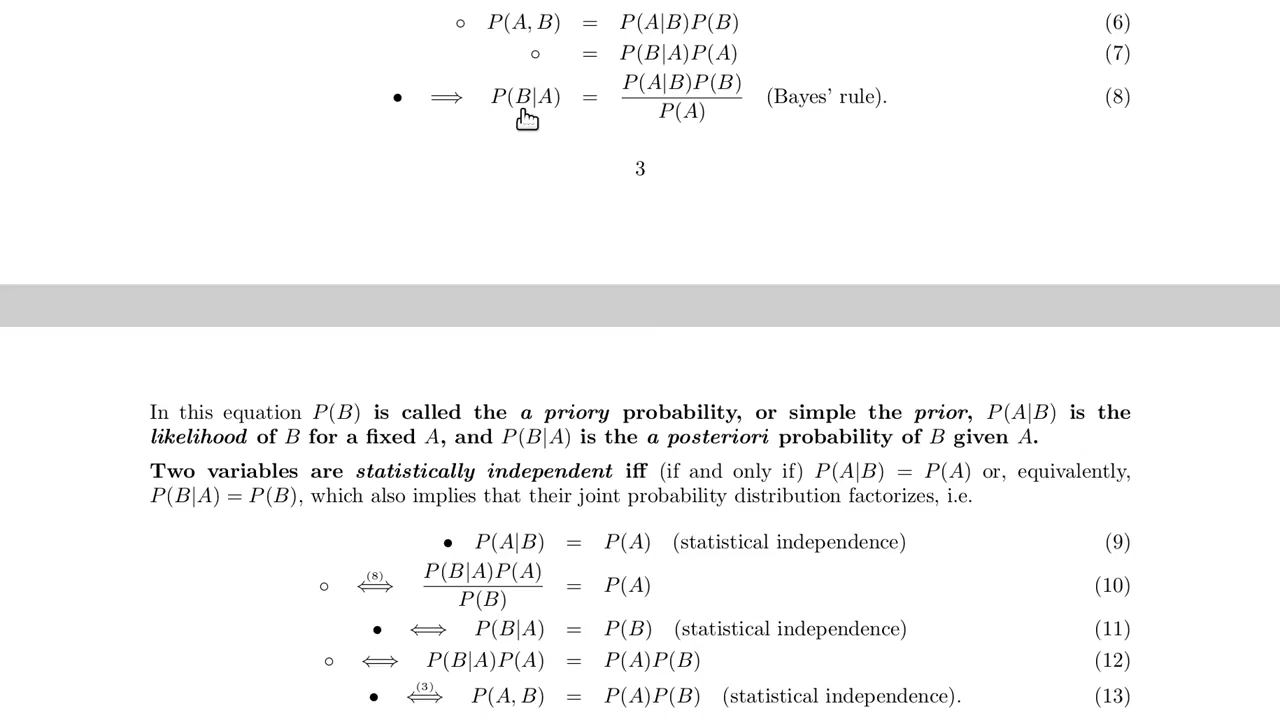 ◦ P(A, B) = P(A|B)P(B) (6)
◦ = P(B|A)P(A) (7)
• ⟹ P(B|A) = P(A|B)P(B) / P(A) (Bayes’ rule). (8)
3
In this equation P(B) is called the a priory probability, or simple the prior, P(A|B) is the
likelihood of B for a fixed A, and P(B|A) is the a posteriori probability of B given A.
Two variables are statistically independent iff (if and only if) P(A|B) = P(A) or, equivalently,
P(B|A) = P(B), which also implies that their joint probability distribution factorizes, i.e.
• P(A|B) = P(A) (statistical independence) (9)
◦ (8) ⟺ P(B|A)P(A) / P(B) = P(A) (10)
• ⟺ P(B|A) = P(B) (statistical independence) (11)
◦ ⟺ P(B|A)P(A) = P(A)P(B) (12)
• (3) ⟺ P(A, B) = P(A)P(B) (statistical independence). (13)